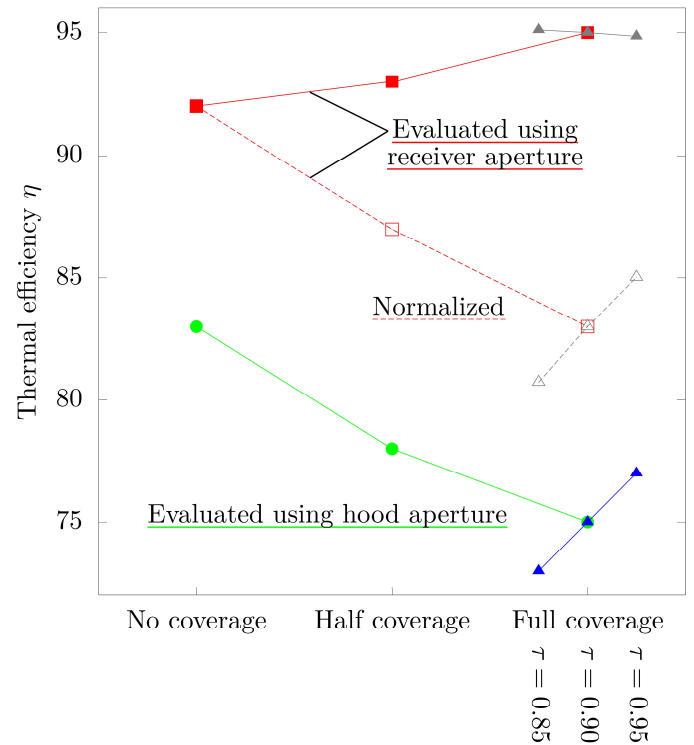 95
90
85
80
75
Thermal efficiency η
Evaluated using
receiver aperture
Normalized
Evaluated using hood aperture
No coverage
Half coverage
Full coverage
τ = 0.85
τ = 0.90
τ = 0.95